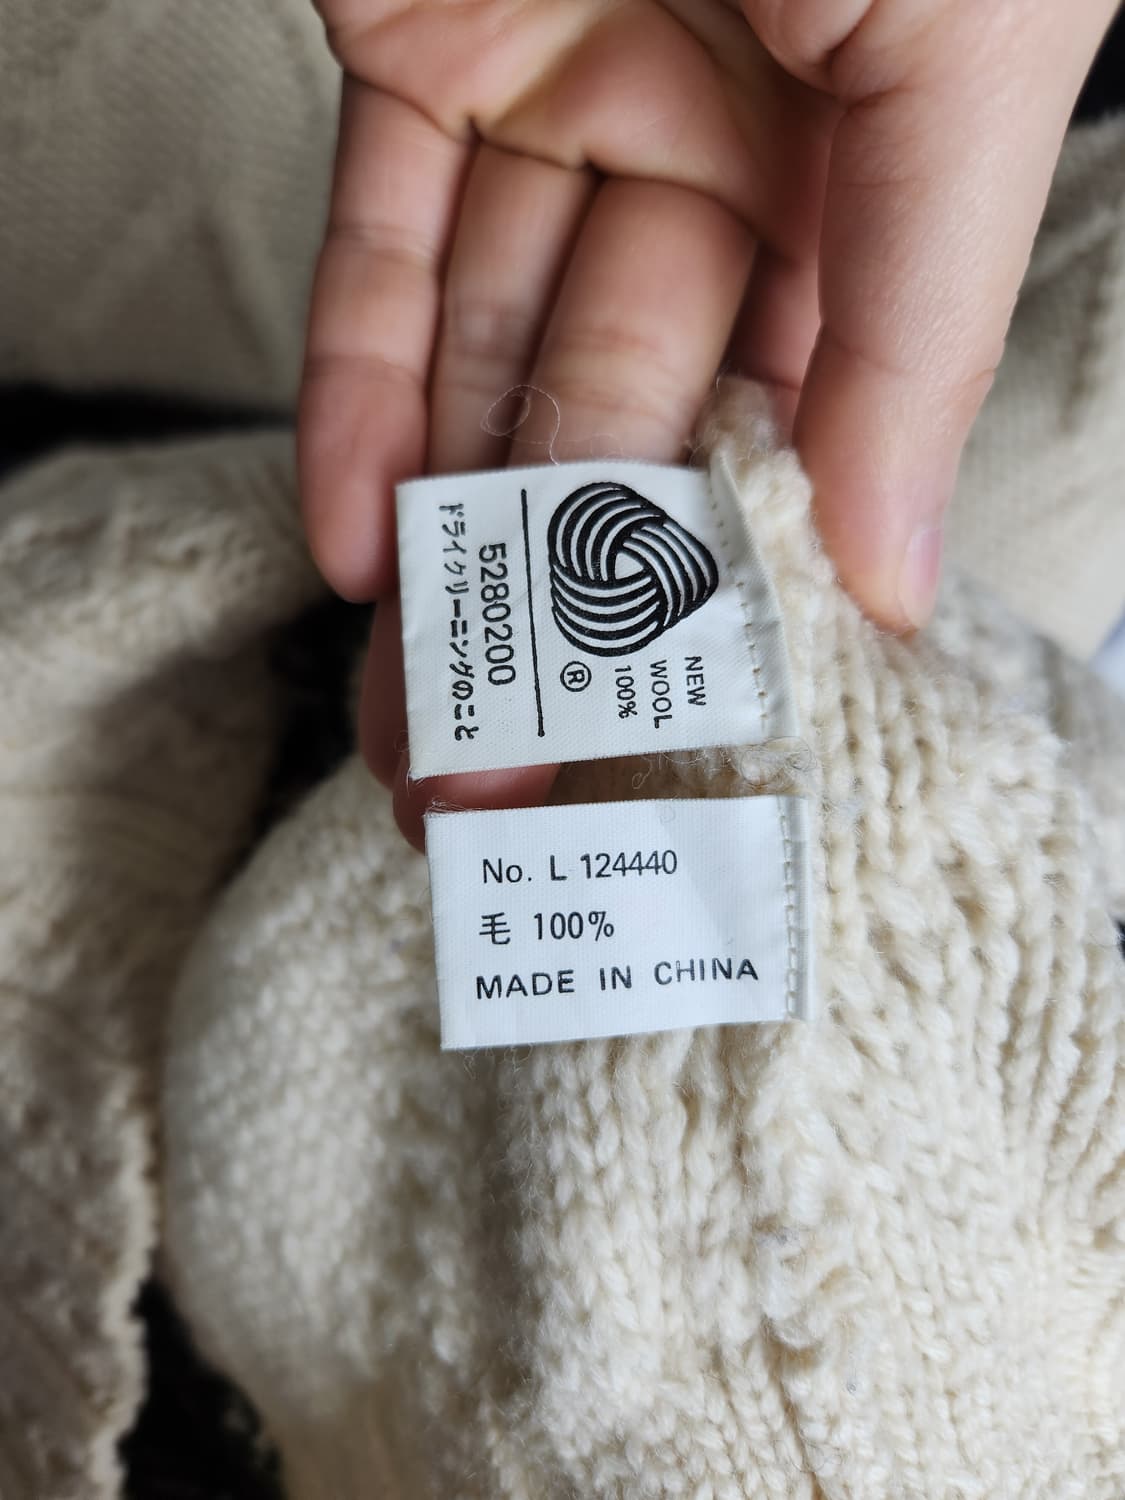 NEW
WOOL
100%
®
5280200
ドライクリーニングのこと
No. L 124440
毛 100%
MADE IN CHINA